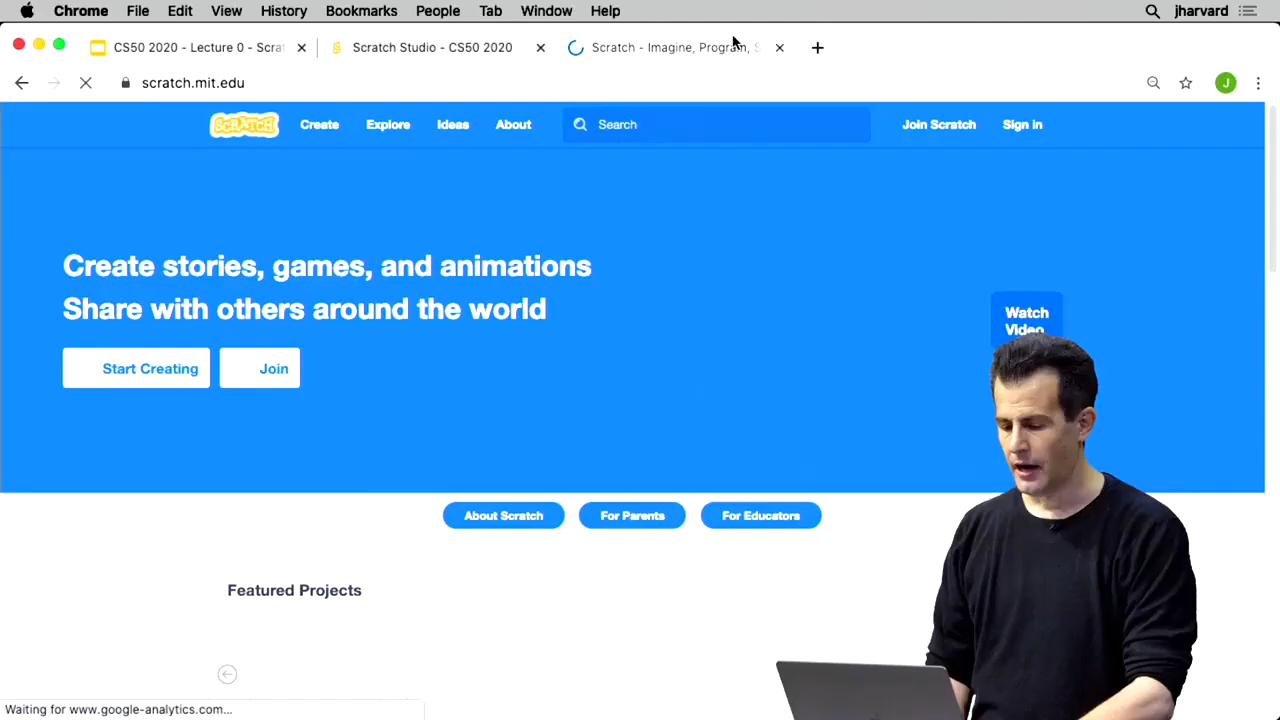 Chrome File Edit View History Bookmarks People Tab Window Help jharvard
CS50 2020 - Lecture 0 - Scrat Scratch Studio - CS50 2020 Scratch - Imagine, Program, S
scratch.mit.edu J
SCRATCH Create Explore Ideas About Search Join Scratch Sign in
Create stories, games, and animations
Share with others around the world
Watch
Video
Start Creating Join
About Scratch For Parents For Educators
Featured Projects
Waiting for www.google-analytics.com...